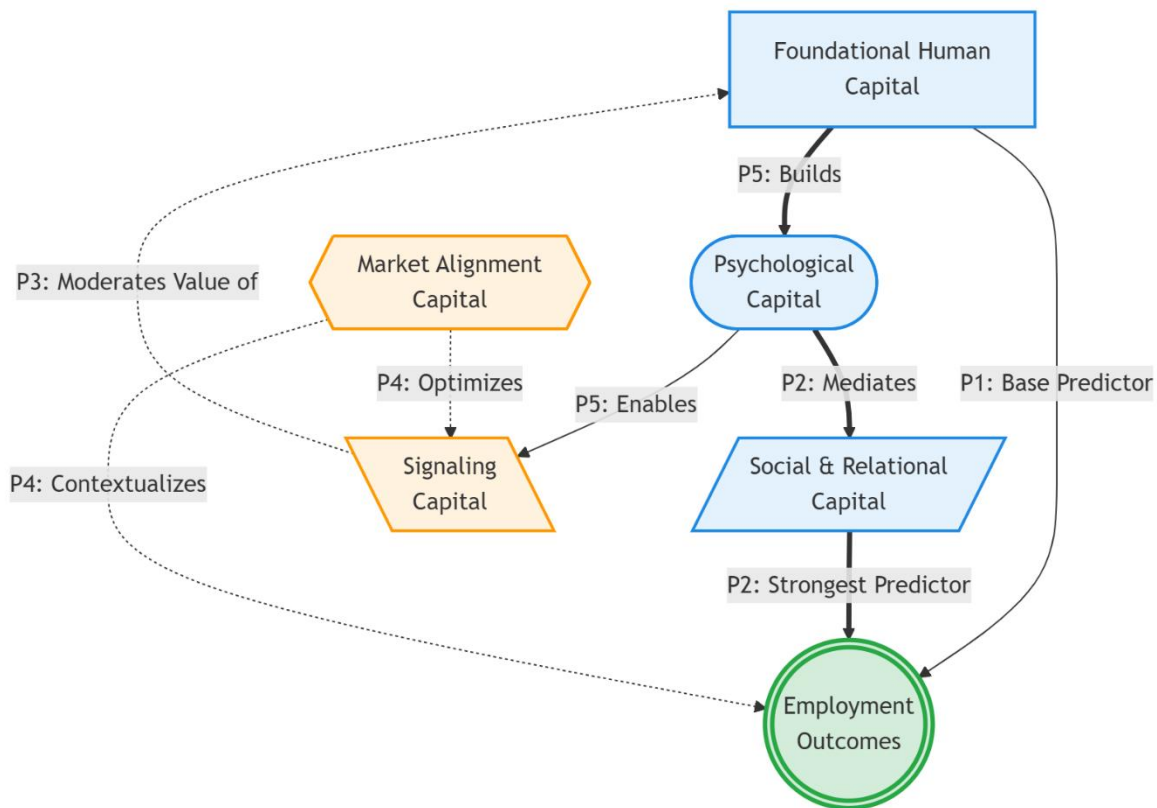 Foundational Human
Capital
P5: Builds
Market Alignment
Capital
Psychological
Capital
P3: Moderates Value of
P4: Optimizes
P5: Enables
P2: Mediates
P1: Base Predictor
Signaling
Capital
Social & Relational
Capital
P4: Contextualizes
P2: Strongest Predictor
Employment
Outcomes